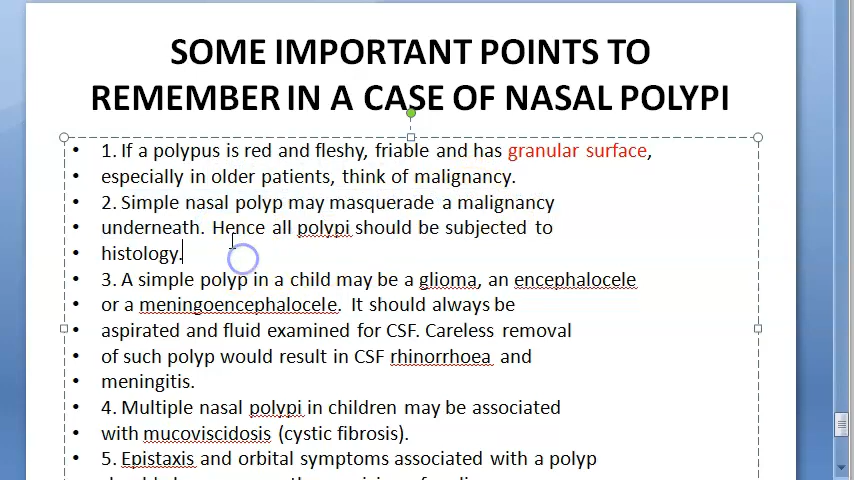 SOME IMPORTANT POINTS TO
REMEMBER IN A CASE OF NASAL POLYPI
• 1. If a polypus is red and fleshy, friable and has granular surface,
• especially in older patients, think of malignancy.
• 2. Simple nasal polyp may masquerade a malignancy
• underneath. Hence all polypi should be subjected to
• histology.
• 3. A simple polyp in a child may be a glioma, an encephalocele
• or a meningoencephalocele. It should always be
• aspirated and fluid examined for CSF. Careless removal
• of such polyp would result in CSF rhinorrhoea and
• meningitis.
• 4. Multiple nasal polypi in children may be associated
• with mucoviscidosis (cystic fibrosis).
• 5. Epistaxis and orbital symptoms associated with a polyp